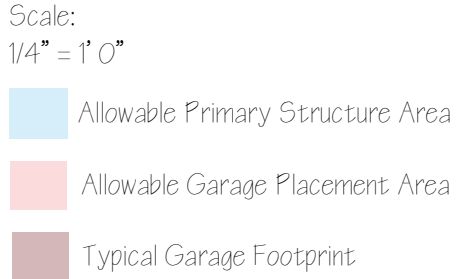 Scale:
1/4" = 1' 0"
Allowable Primary Structure Area
Allowable Garage Placement Area
Typical Garage Footprint